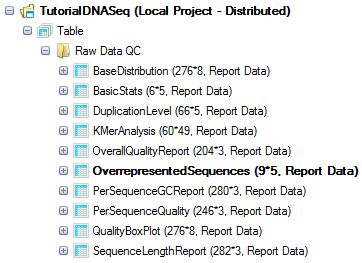 TutorialDNASeq (Local Project - Distributed)
Table
Raw Data QC
BaseDistribution (276*8, Report Data)
BasicStats (6*5, Report Data)
DuplicationLevel (66*5, Report Data)
KMerAnalysis (60*49, Report Data)
OverallQualityReport (204*3, Report Data)
OverrepresentedSequences (9*5, Report Data)
PerSequenceGCReport (280*3, Report Data)
PerSequenceQuality (246*3, Report Data)
QualityBoxPlot (276*8, Report Data)
SequenceLengthReport (282*3, Report Data)